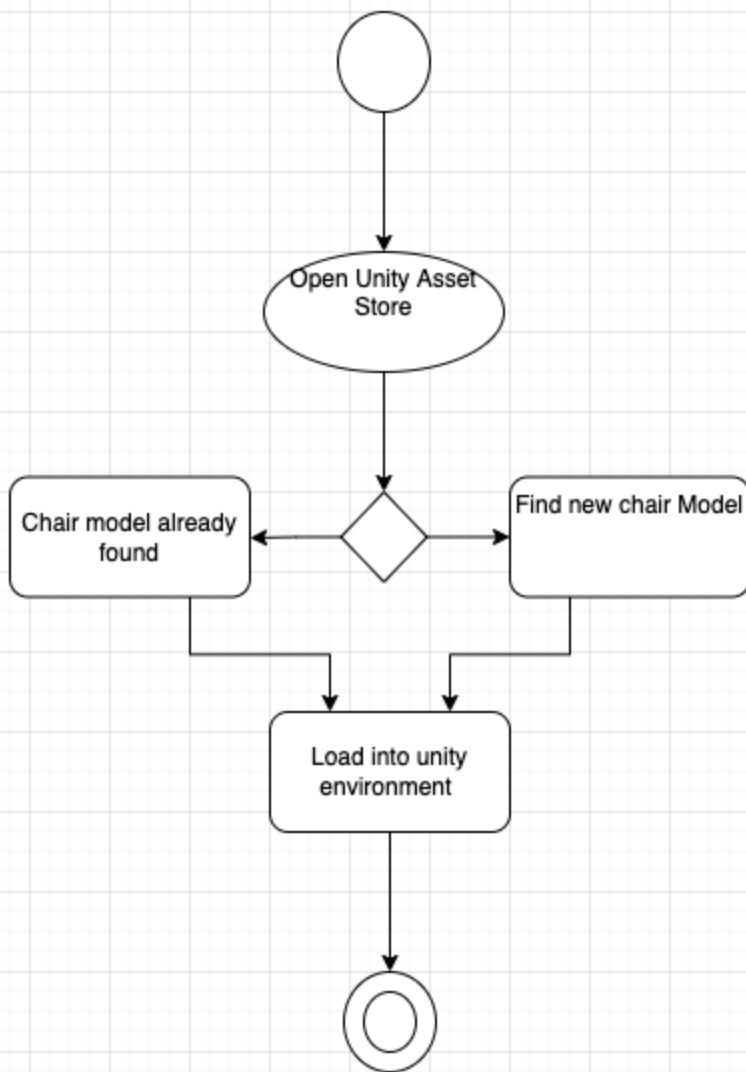 Open Unity Asset
Store
Chair model already
found
Find new chair Model
Load into unity
environment